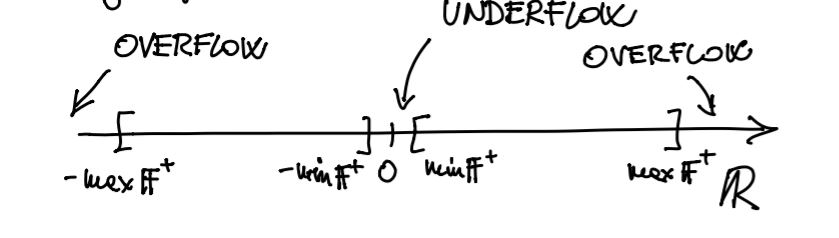 UNDERFLOW
OVERFLOW
OVERFLOW
-max 𝔽⁺
-min 𝔽⁺
0
min 𝔽⁺
max 𝔽⁺
ℝ